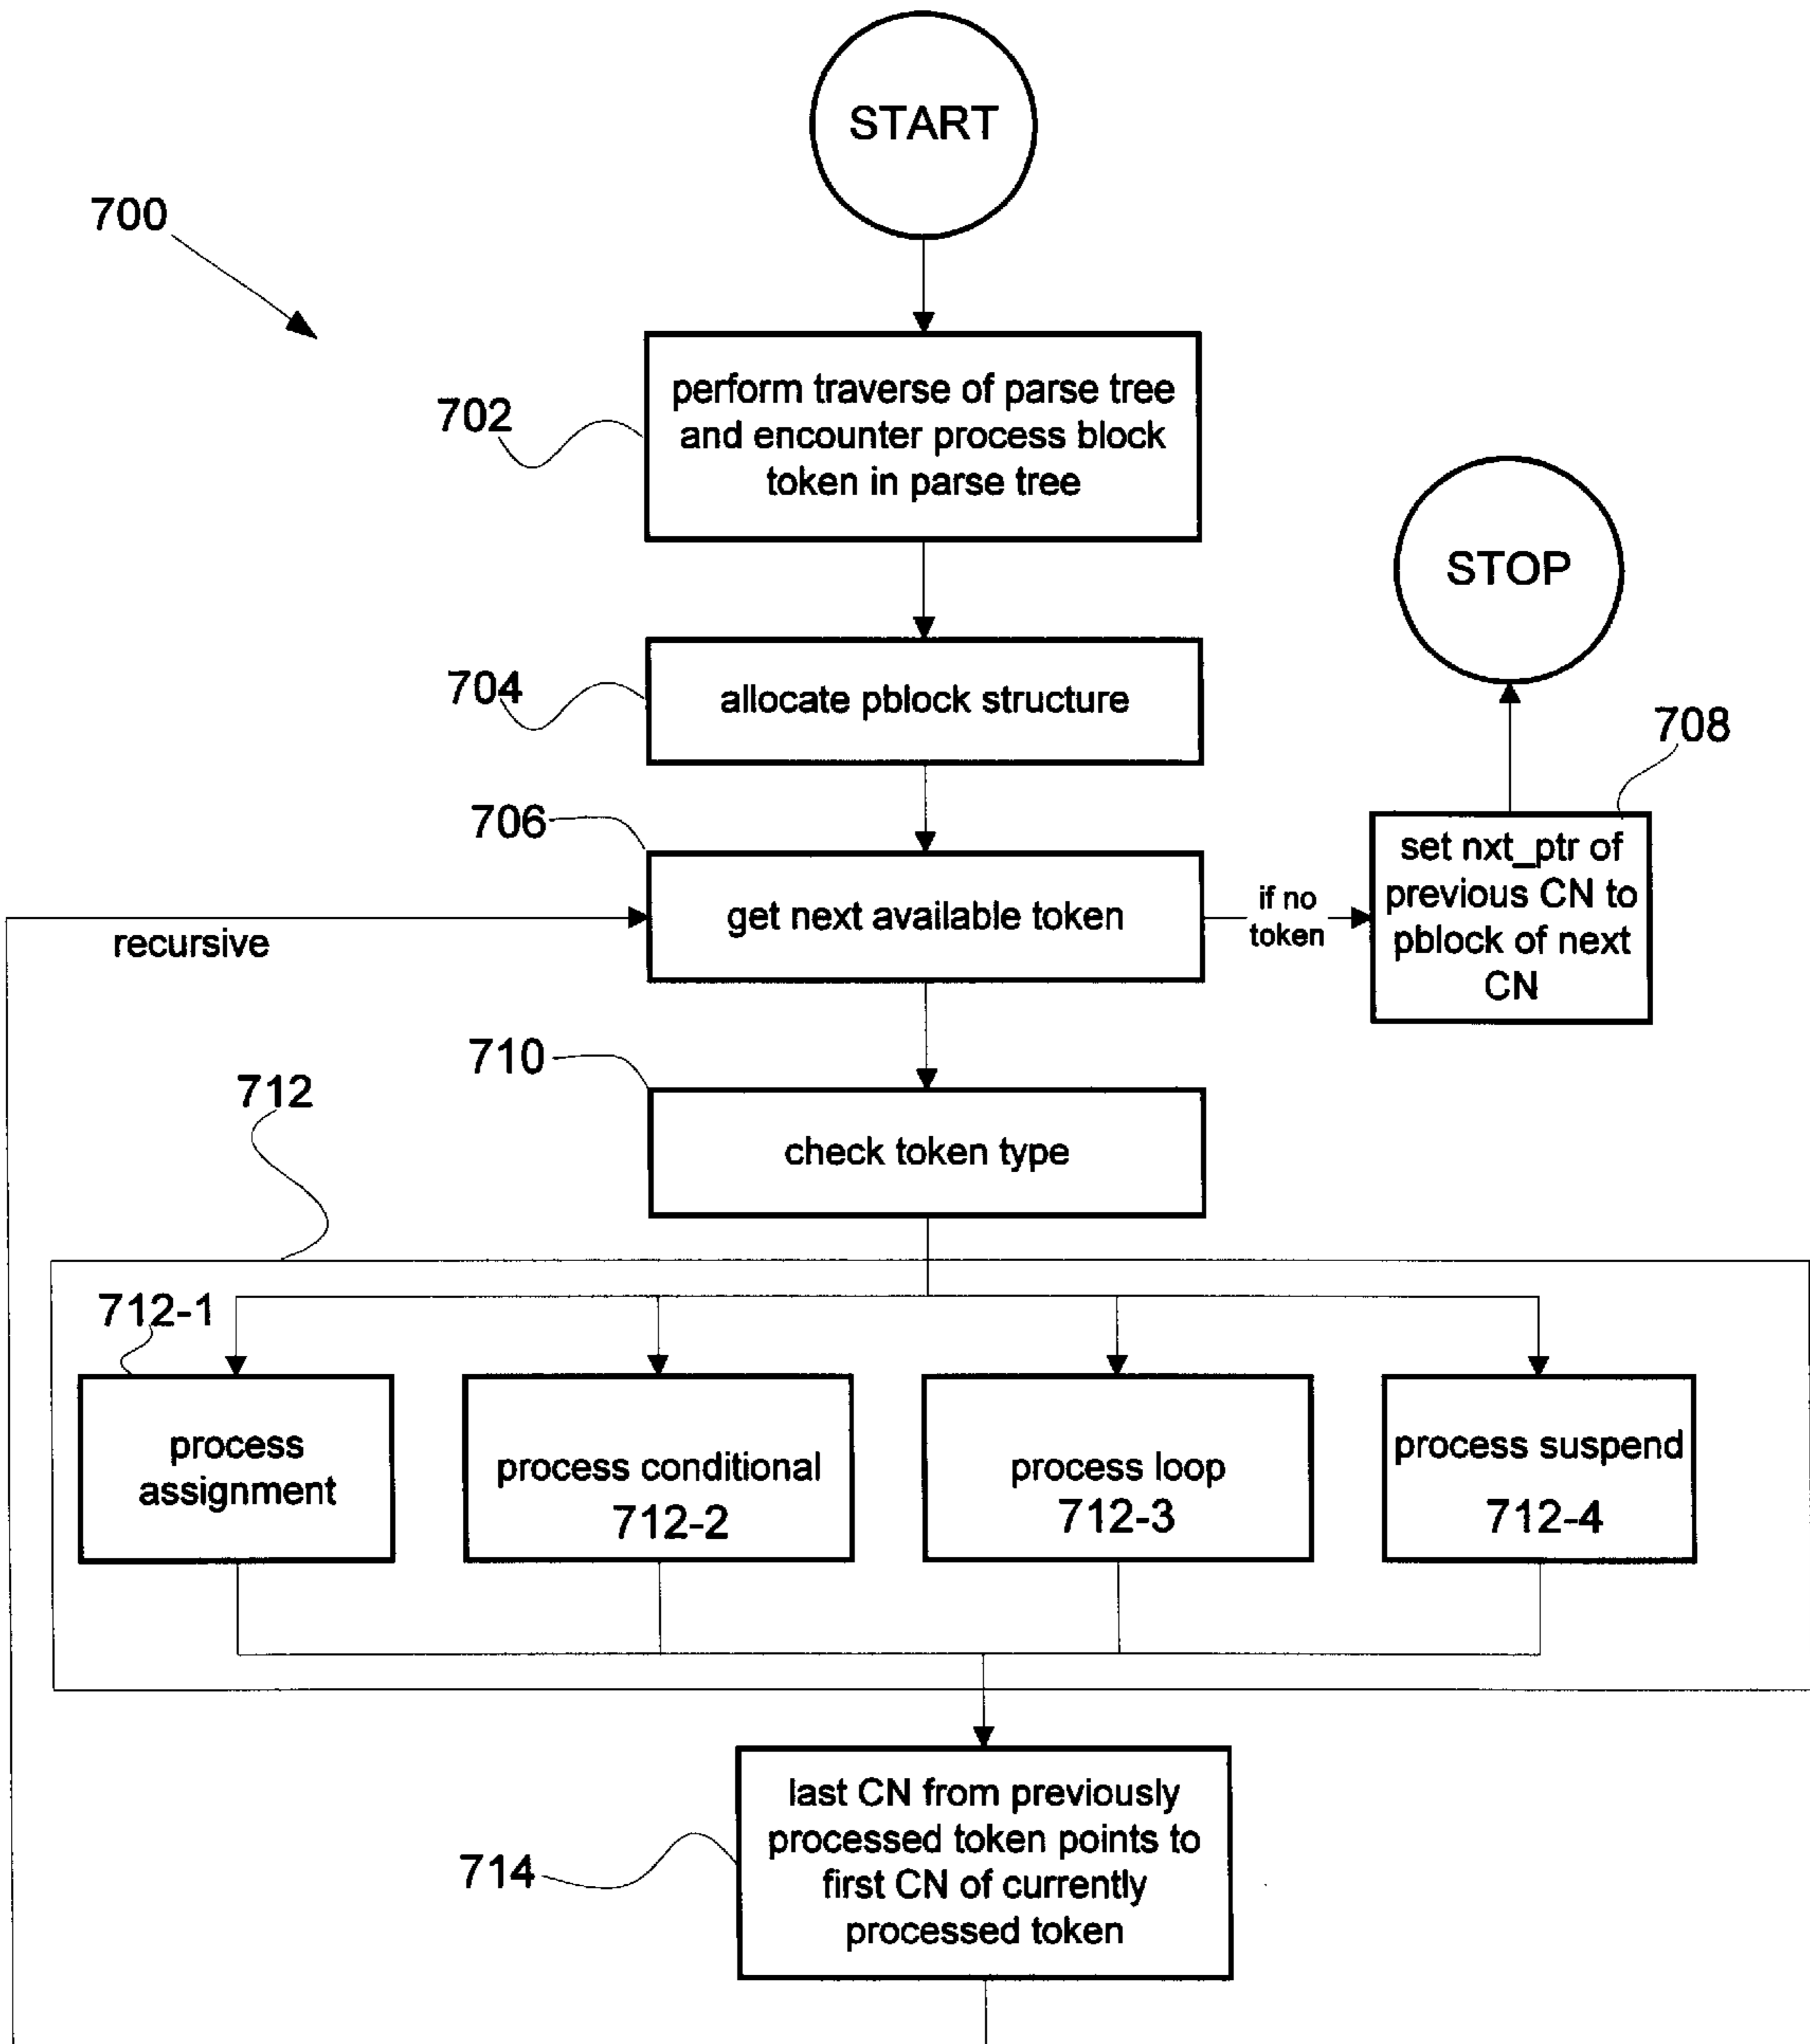 START
700
perform traverse of parse tree
and encounter process block
token in parse tree
702
STOP
704
allocate pblock structure
708
706
get next available token
if no
token
set nxt_ptr of
previous CN to
pblock of next
CN
recursive
710
check token type
712
712-1
process
assignment
process conditional
712-2
process loop
712-3
process suspend
712-4
last CN from previously
processed token points to
first CN of currently
processed token
714